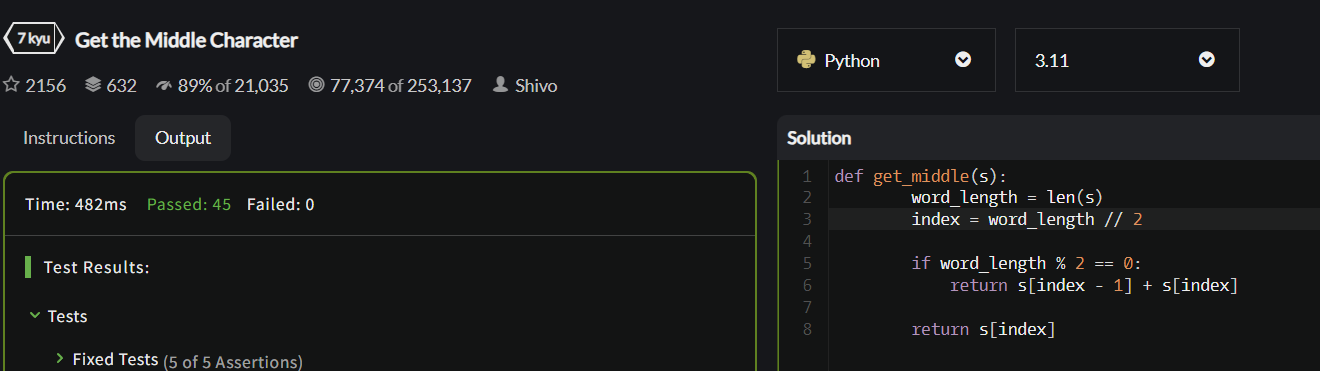 7 kyu Get the Middle Character
2156 632 89% of 21,035 77,374 of 253,137 Shivo
Instructions Output
Time: 482ms Passed: 45 Failed: 0
Test Results:
Tests
Fixed Tests (5 of 5 Assertions)
Python 3.11
Solution
1 def get_middle(s):
2 word_length = len(s)
3 index = word_length // 2
4
5 if word_length % 2 == 0:
6 return s[index - 1] + s[index]
7
8 return s[index]